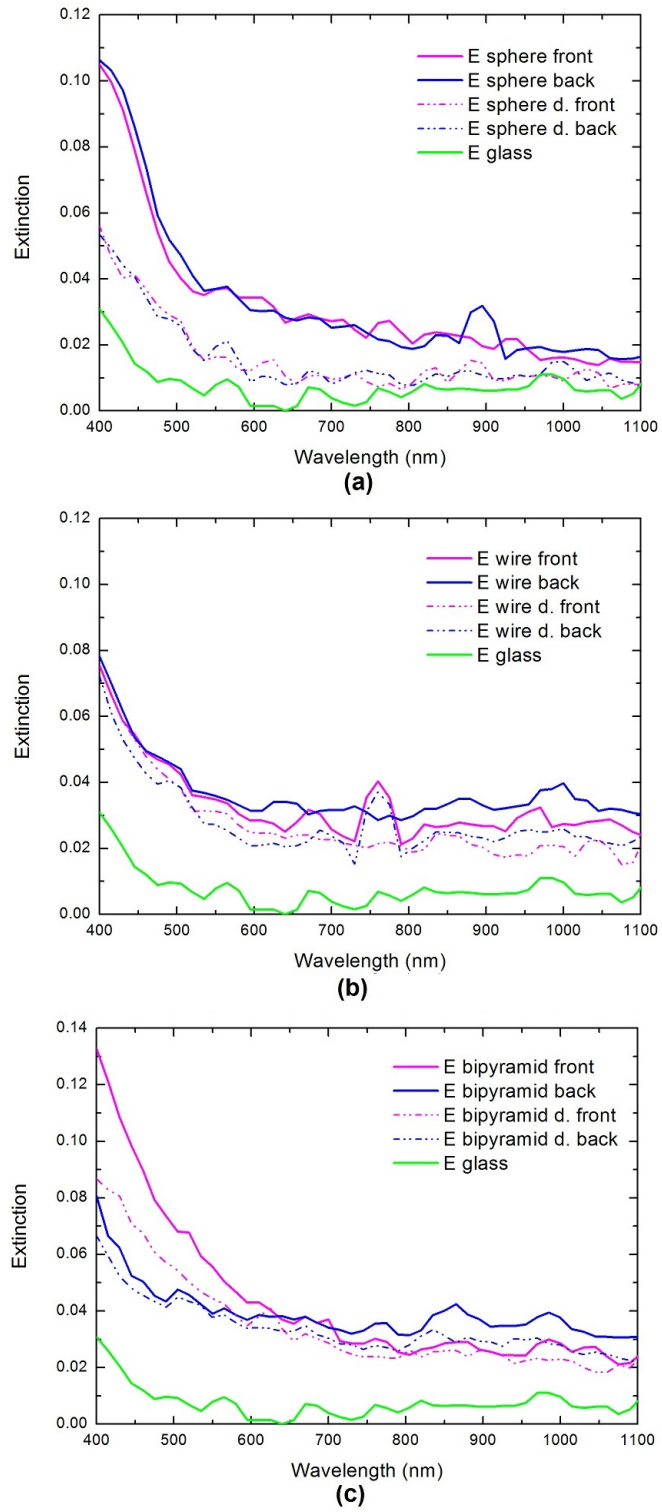 0.12
0.10
0.08
0.06
0.04
0.02
0.00
Extinction
E sphere front
E sphere back
E sphere d. front
E sphere d. back
E glass
400 500 600 700 800 900 1000 1100
Wavelength (nm)
(a)
0.12
0.10
0.08
0.06
0.04
0.02
0.00
Extinction
E wire front
E wire back
E wire d. front
E wire d. back
E glass
400 500 600 700 800 900 1000 1100
Wavelength (nm)
(b)
0.14
0.12
0.10
0.08
0.06
0.04
0.02
0.00
Extinction
E bipyramid front
E bipyramid back
E bipyramid d. front
E bipyramid d. back
E glass
400 500 600 700 800 900 1000 1100
Wavelength (nm)
(c)